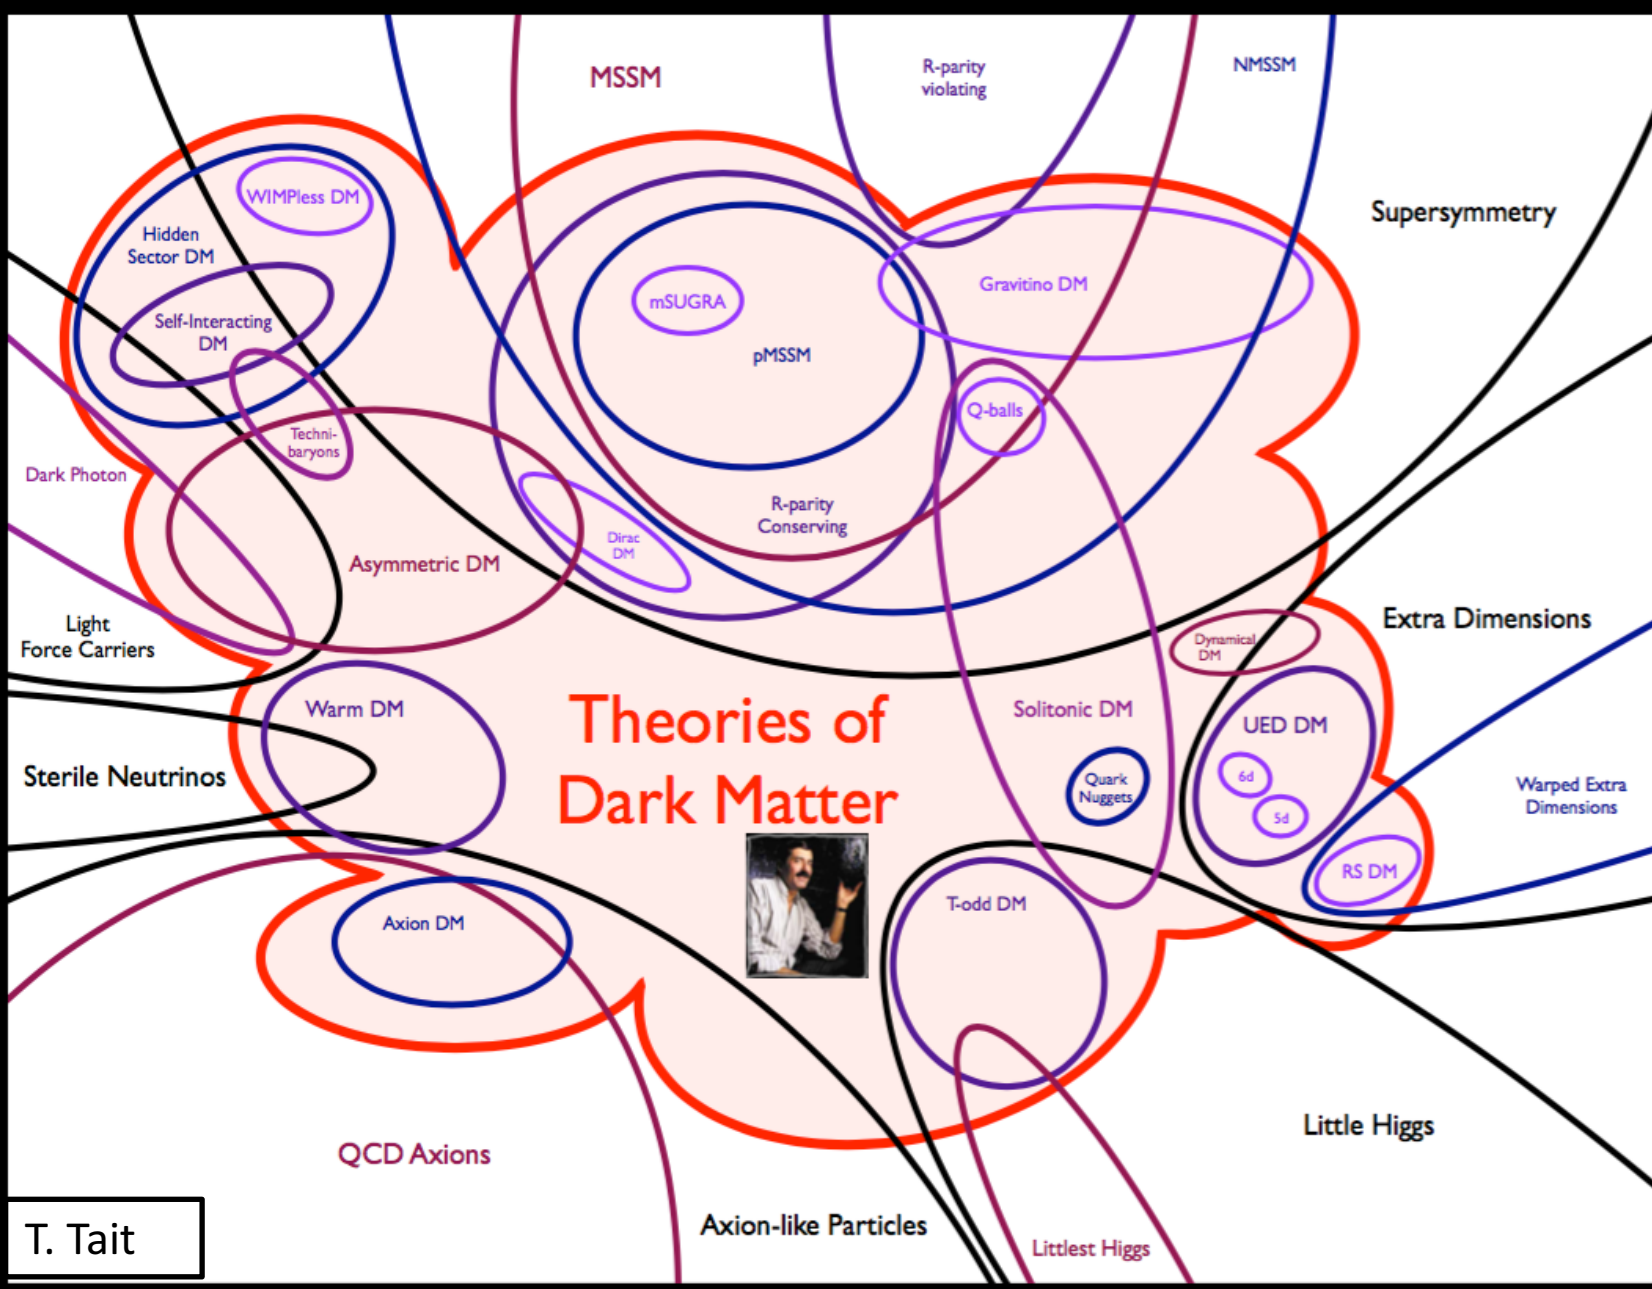 MSSM
R-parity
violating
NMSSM
WIMPless DM
Supersymmetry
Hidden
Sector DM
Gravitino DM
mSUGRA
Self-Interacting
DM
pMSSM
Q-balls
Techni-
baryons
Dark Photon
R-parity
Conserving
Dirac
DM
Asymmetric DM
Light
Force Carriers
Extra Dimensions
Dynamical
DM
Warm DM
Theories of
Dark Matter
Solitonic DM
UED DM
Sterile Neutrinos
Quark
Nuggets
6d
5d
Warped Extra
Dimensions
RS DM
Axion DM
T-odd DM
QCD Axions
Little Higgs
Axion-like Particles
Littlest Higgs
T. Tait